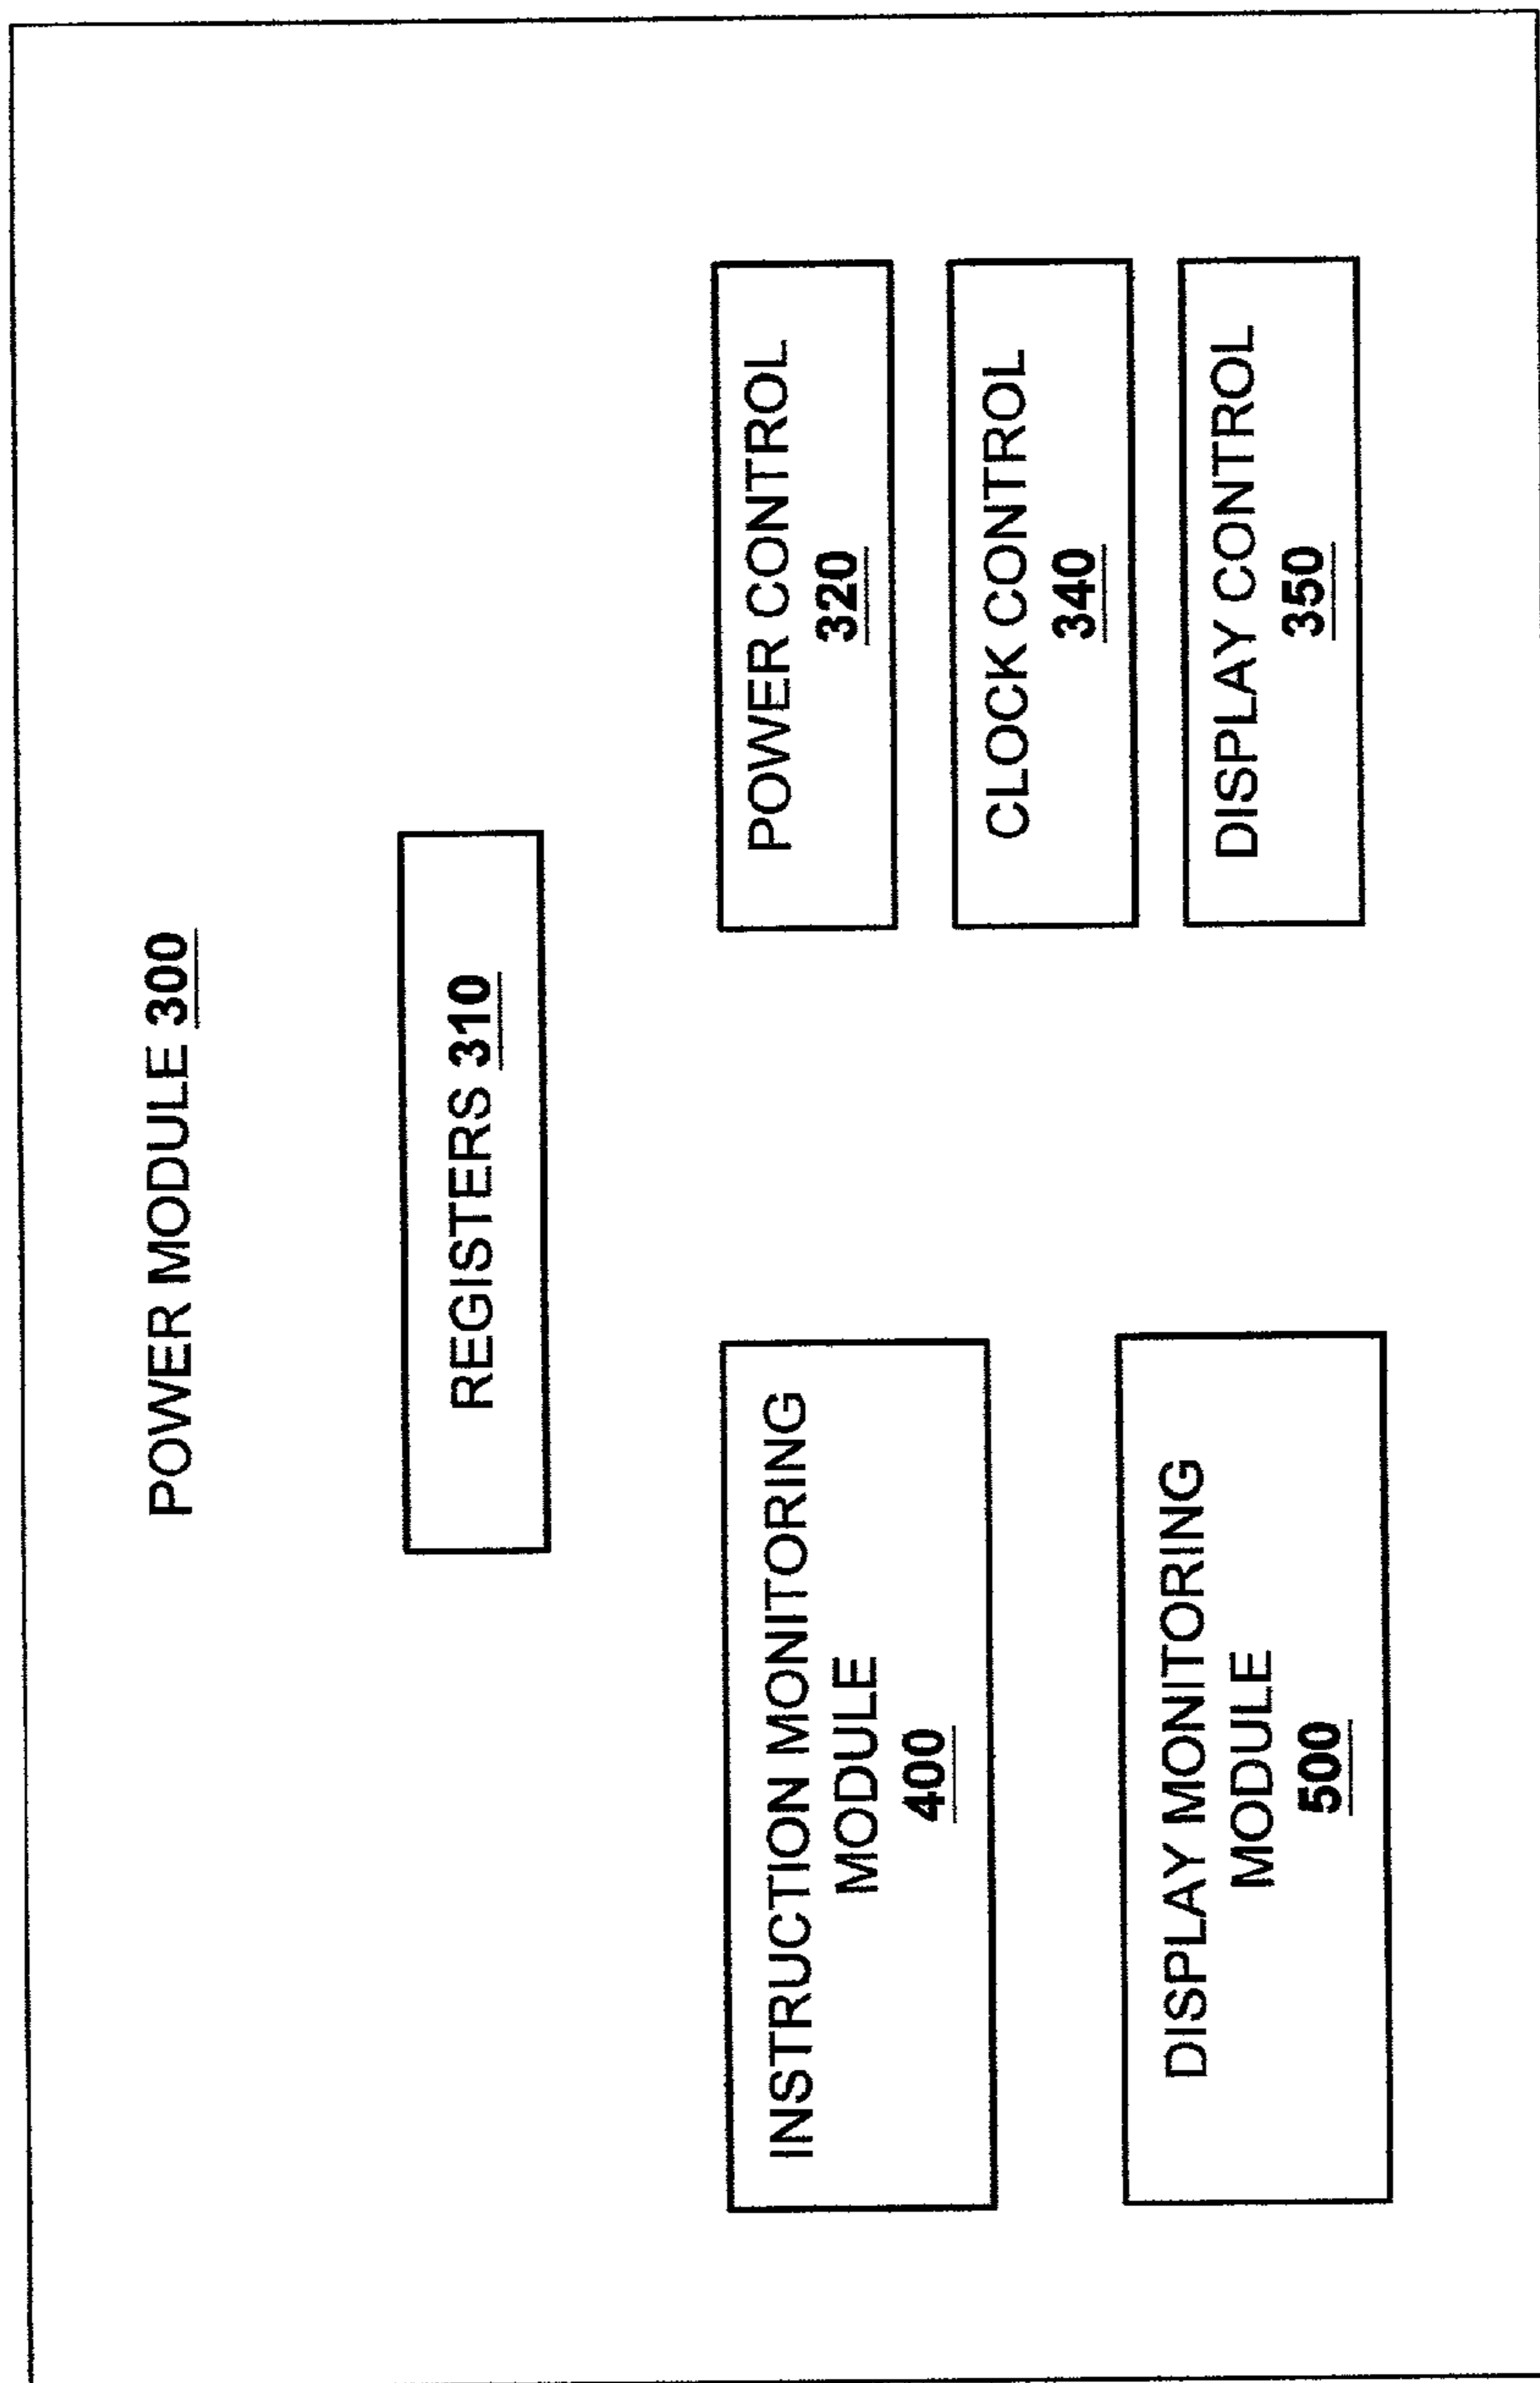 POWER MODULE 300
REGISTERS 310
INSTRUCTION MONITORING
MODULE
400
DISPLAY MONITORING
MODULE
500
POWER CONTROL
320
CLOCK CONTROL
340
DISPLAY CONTROL
350